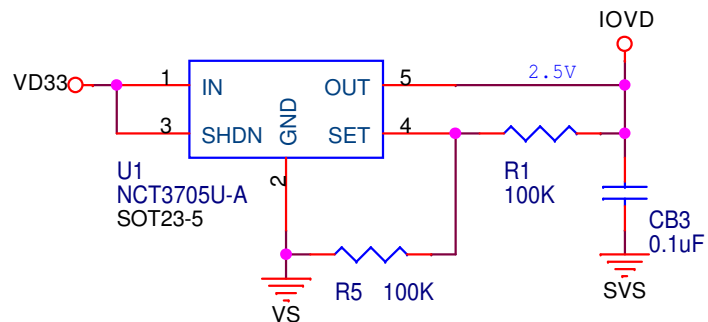 IOVD
VD33
1
IN
OUT
5
2.5V
3
SHDN
GND
SET
4
U1
NCT3705U-A
SOT23-5
2
R1
100K
CB3
0.1uF
R5 100K
VS
SVS